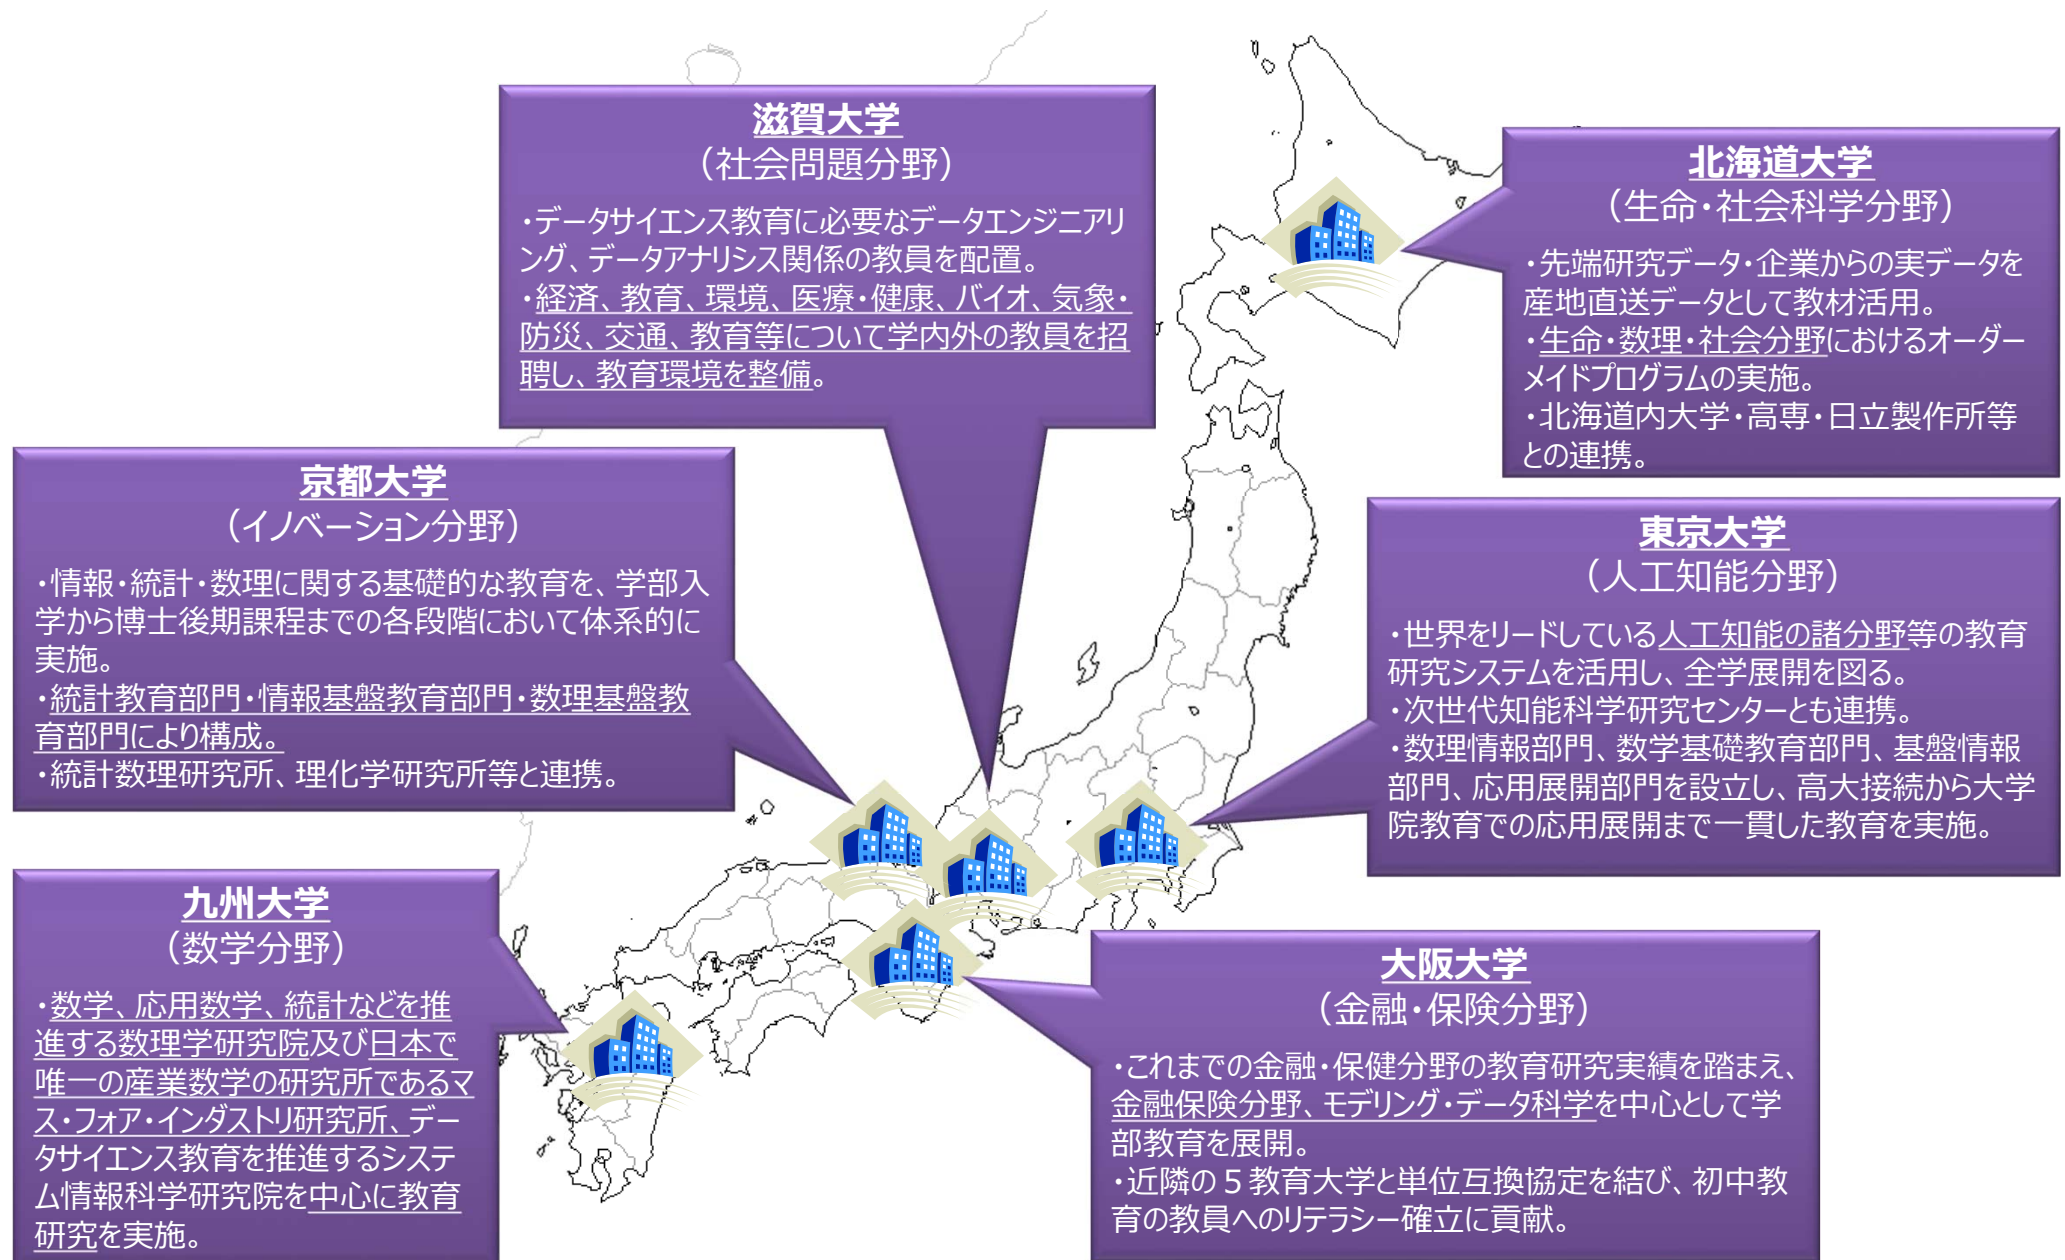 滋賀大学
（社会問題分野）
・データサイエンス教育に必要なデータエンジニアリ
ング、データアナリシス関係の教員を配置。
・経済、教育、環境、医療・健康、バイオ、気象・
防災、交通、教育等について学内外の教員を招
聘し、教育環境を整備。
北海道大学
（生命・社会科学分野）
・先端研究データ・企業からの実データを
産地直送データとして教材活用。
・生命・数理・社会分野におけるオーダー
メイドプログラムの実施。
・北海道内大学・高専・日立製作所等
との連携。
京都大学
（イノベーション分野）
・情報・統計・数理に関する基礎的な教育を、学部入
学から博士後期課程までの各段階において体系的に
実施。
・統計教育部門・情報基盤教育部門・数理基盤教
育部門により構成。
・統計数理研究所、理化学研究所等と連携。
東京大学
（人工知能分野）
・世界をリードしている人工知能の諸分野等の教育
研究システムを活用し、全学展開を図る。
・次世代知能科学研究センターとも連携。
・数理情報部門、数学基礎教育部門、基盤情報
部門、応用展開部門を設立し、高大接続から大学
院教育での応用展開まで一貫した教育を実施。
九州大学
（数学分野）
・数学、応用数学、統計などを推
進する数理学研究院及び日本で
唯一の産業数学の研究所であるマ
ス・フォア・インダストリ研究所、デー
タサイエンス教育を推進するシステ
ム情報科学研究院を中心に教育
研究を実施。
大阪大学
（金融・保険分野）
・これまでの金融・保健分野の教育研究実績を踏まえ、
金融保険分野、モデリング・データ科学を中心として学
部教育を展開。
・近隣の５教育大学と単位互換協定を結び、初中教
育の教員へのリテラシー確立に貢献。